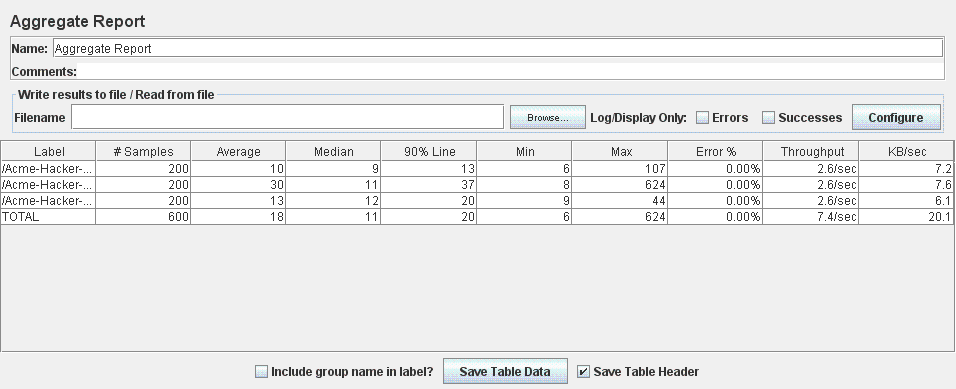 Aggregate Report
Name: Aggregate Report
Comments:
Write results to file / Read from file
Filename Browse... Log/Display Only: Errors Successes Configure
Label # Samples Average Median 90% Line Min Max Error % Throughput KB/sec
/Acme-Hacker-... 200 10 9 13 6 107 0.00% 2.6/sec 7.2
/Acme-Hacker-... 200 30 11 37 8 624 0.00% 2.6/sec 7.6
/Acme-Hacker-... 200 13 12 20 9 44 0.00% 2.6/sec 6.1
TOTAL 600 18 11 20 6 624 0.00% 7.4/sec 20.1
Include group name in label? Save Table Data Save Table Header